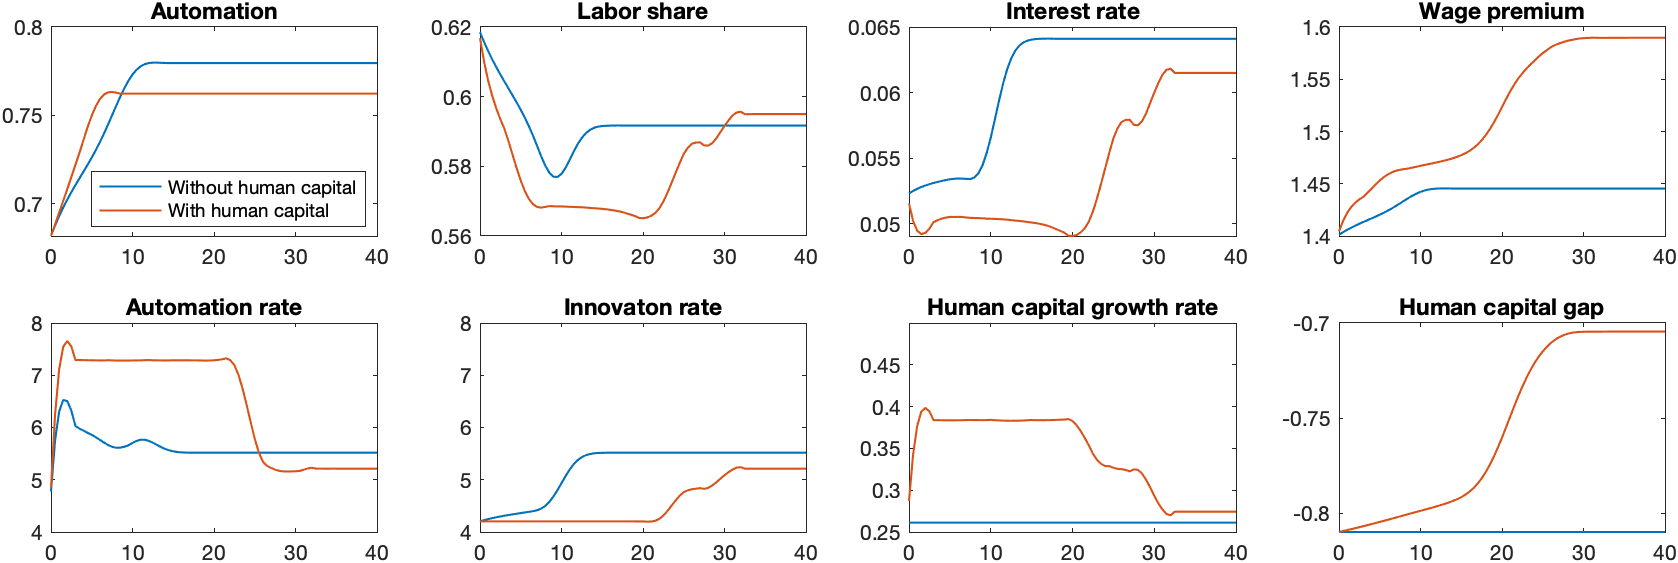 Automation
0.8
0.75
0.7
0 10 20 30 40
Without human capital
With human capital
Labor share
0.62
0.6
0.58
0.56
0 10 20 30 40
Interest rate
0.065
0.06
0.055
0.05
0 10 20 30 40
Wage premium
1.6
1.55
1.5
1.45
1.4
0 10 20 30 40
Automation rate
8
7
6
5
4
0 10 20 30 40
Innovaton rate
8
7
6
5
4
0 10 20 30 40
Human capital growth rate
0.45
0.4
0.35
0.3
0.25
0 10 20 30 40
Human capital gap
-0.7
-0.75
-0.8
0 10 20 30 40